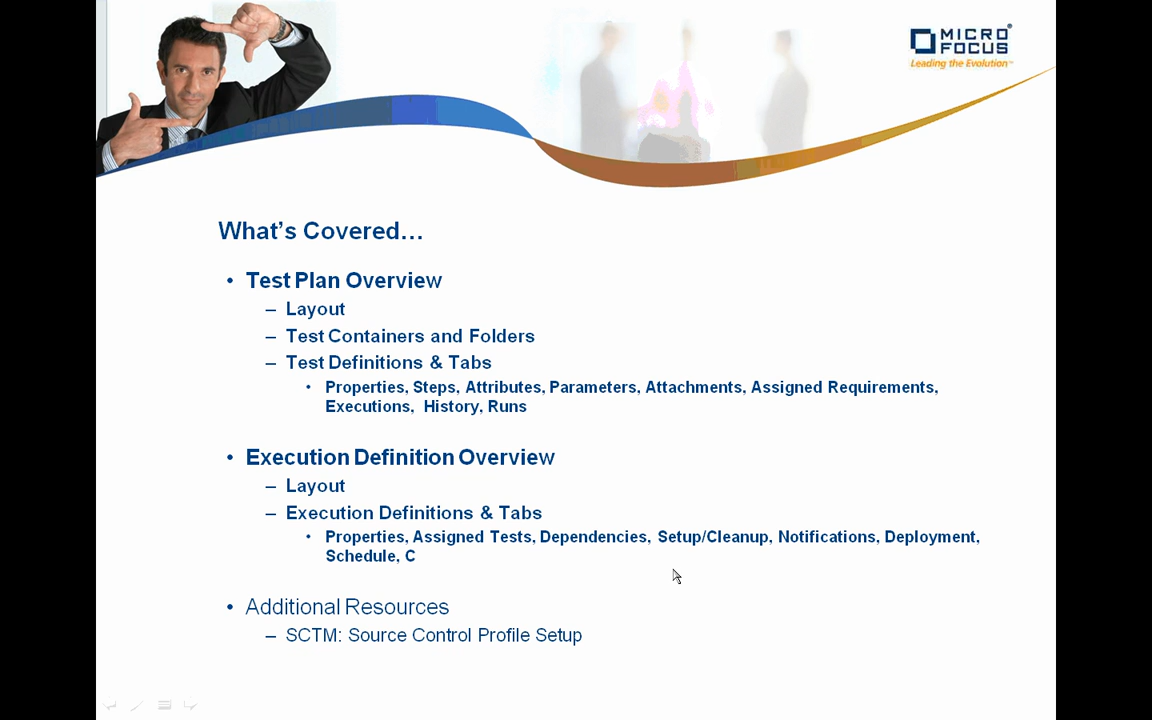 MICRO
FOCUS
Leading the Evolution™
What's Covered…
• Test Plan Overview
– Layout
– Test Containers and Folders
– Test Definitions & Tabs
• Properties, Steps, Attributes, Parameters, Attachments, Assigned Requirements,
Executions, History, Runs
• Execution Definition Overview
– Layout
– Execution Definitions & Tabs
• Properties, Assigned Tests, Dependencies, Setup/Cleanup, Notifications, Deployment,
Schedule, C
• Additional Resources
– SCTM: Source Control Profile Setup